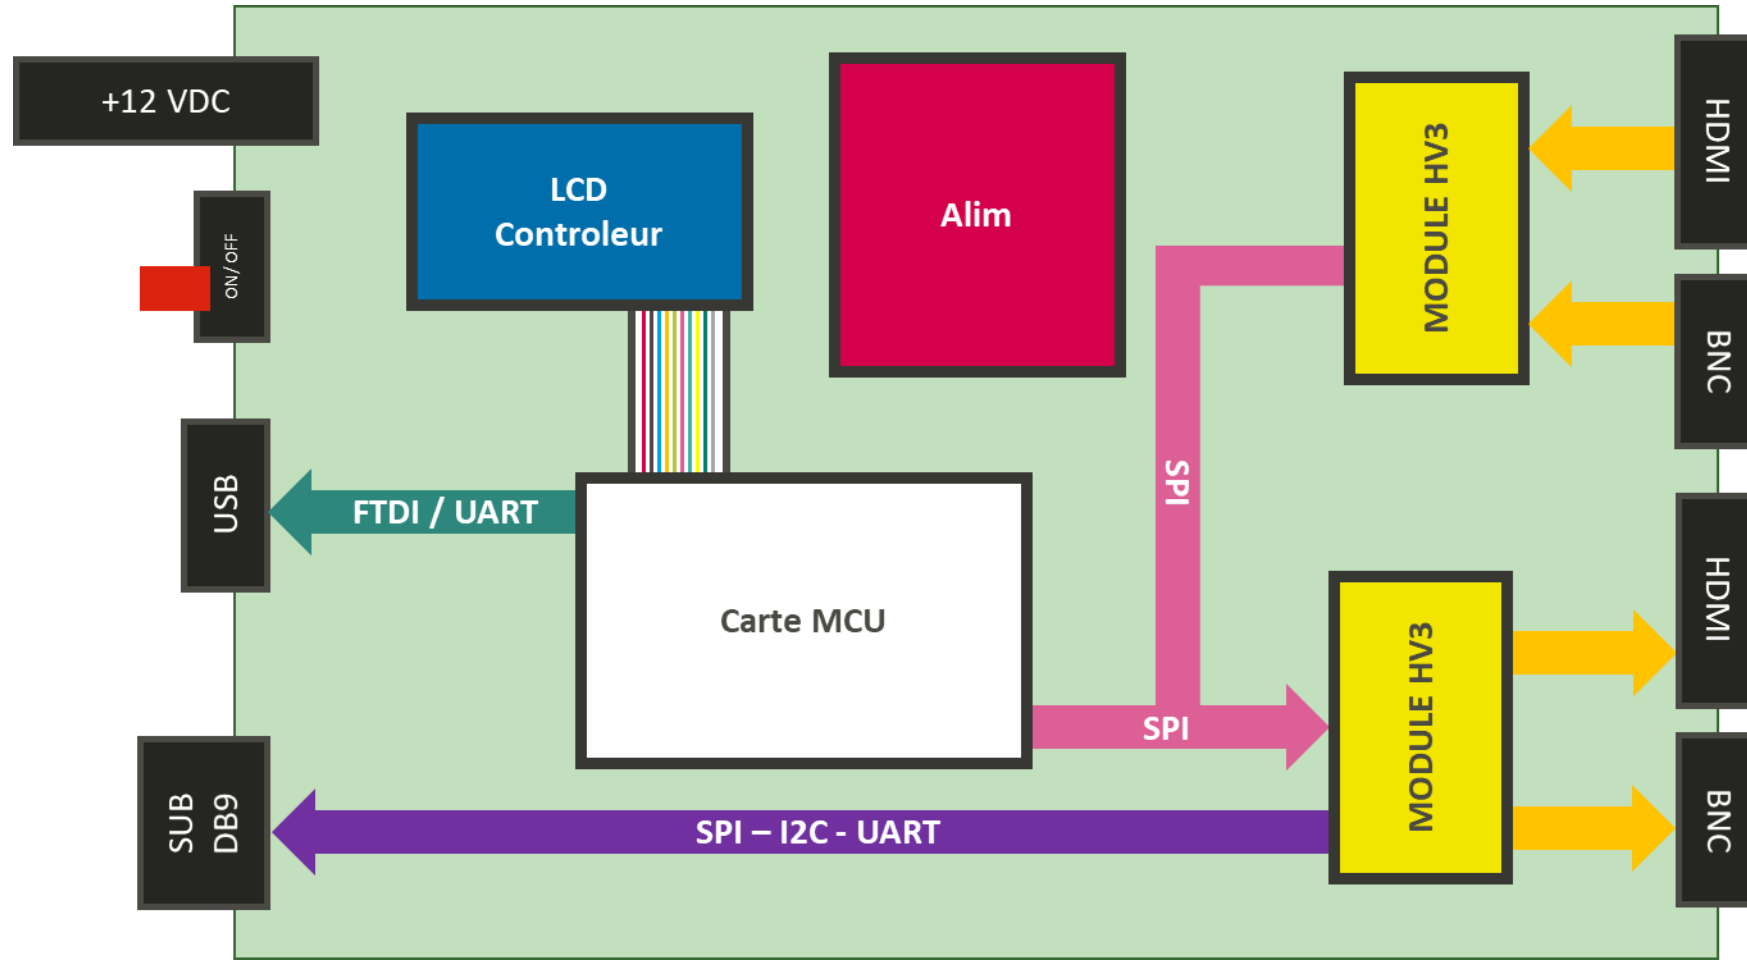 +12 VDC
ON/OFF
LCD
Controleur
Alim
MODULE HV3
HDMI
BNC
SPI
USB
FTDI / UART
Carte MCU
SPI
MODULE HV3
HDMI
BNC
SUB
DB9
SPI – I2C - UART